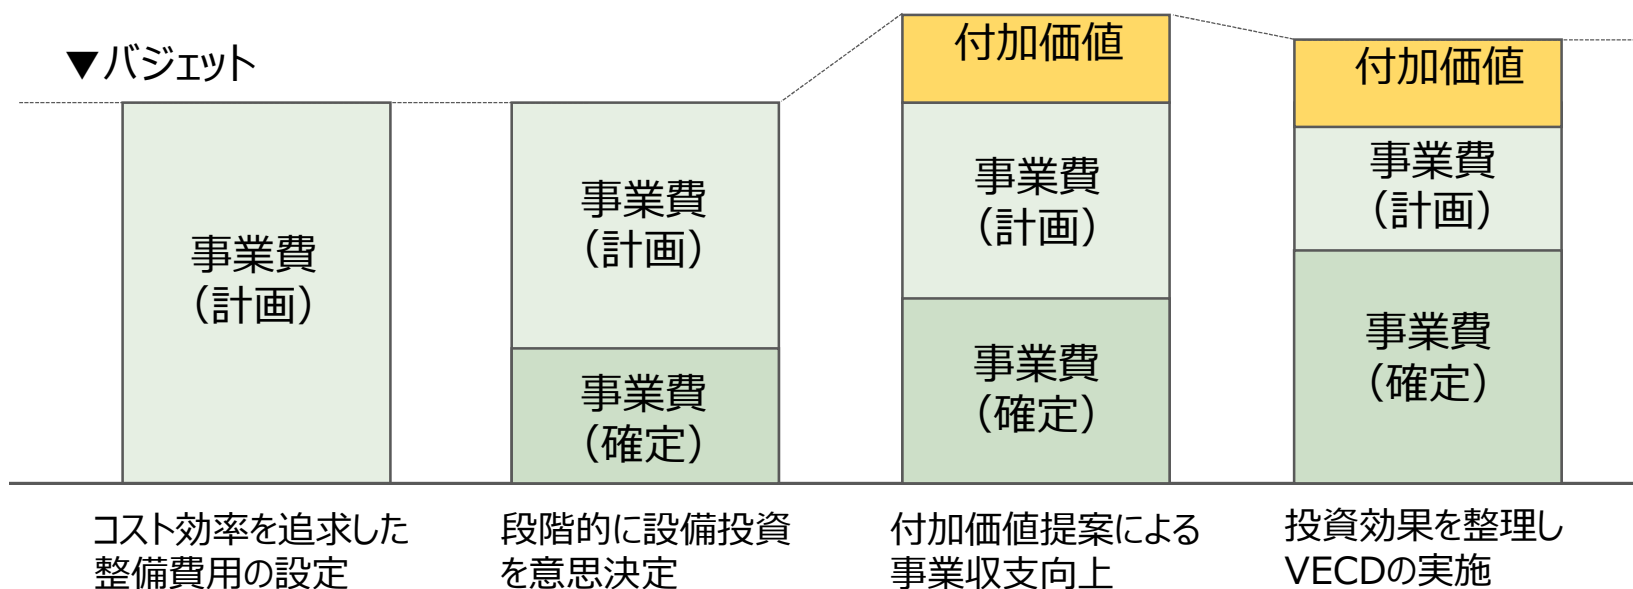 ▼バジェット
事業費
（計画）
事業費
（計画）
事業費
（確定）
付加価値
事業費
（計画）
事業費
（確定）
付加価値
事業費
（計画）
事業費
（確定）
コスト効率を追求した
整備費用の設定
段階的に設備投資
を意思決定
付加価値提案による
事業収支向上
投資効果を整理し
VECDの実施